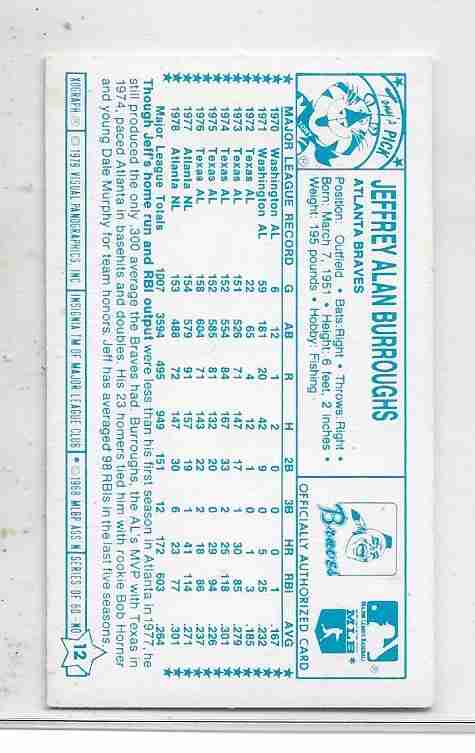 Tony's PICK
JEFFREY ALAN BURROUGHS
ATLANTA BRAVES
Position: Outfield • Bats:Right • Throws:Right •
Born: March 7, 1951 • Height: 6 feet, 2 inches •
Weight: 195 pounds • Hobby: Fishing
Braves
MAJOR LEAGUE BASEBALL
MLB
OFFICIALLY AUTHORIZED CARD
MAJOR LEAGUE RECORD G AB R H 2B 3B HR RBI AVG
1970 Washington AL 6 12 1 2 0 0 0 1 .167
1971 Washington AL 59 181 20 42 9 0 5 25 .232
1972 Texas AL 22 65 4 12 1 0 1 3 .185
1973 Texas AL 151 526 71 147 17 1 30 85 .279
1974 Texas AL 152 554 84 167 33 2 25 118 .301
1975 Texas AL 152 585 81 132 20 0 29 94 .226
1976 Texas AL 158 604 71 143 22 2 18 86 .237
1977 Atlanta NL 154 579 91 157 19 1 41 114 .271
1978 Atlanta NL 153 488 72 147 30 6 23 77 .301
Major League Totals 1007 3594 495 949 151 12 172 603 .264
Though Jeff's home run and RBI output were less than his first season in Atlanta in 1977, he
still produced the only .300 average the Braves had. Burroughs, the AL's MVP with Texas in
1974, paced Atlanta in basehits and doubles. His 23 homers tied him with rookie Bob Horner
and young Dale Murphy for team honors. Jeff has averaged 98 RBIs in the last five seasons.
XOGRAPH ® © 1979 VISUAL PANOGRAPHICS, INC. INSIGNIA TM OF MAJOR LEAGUE CLUB • © 1968 MLBP ASS'N SERIES OF 60-NO 12